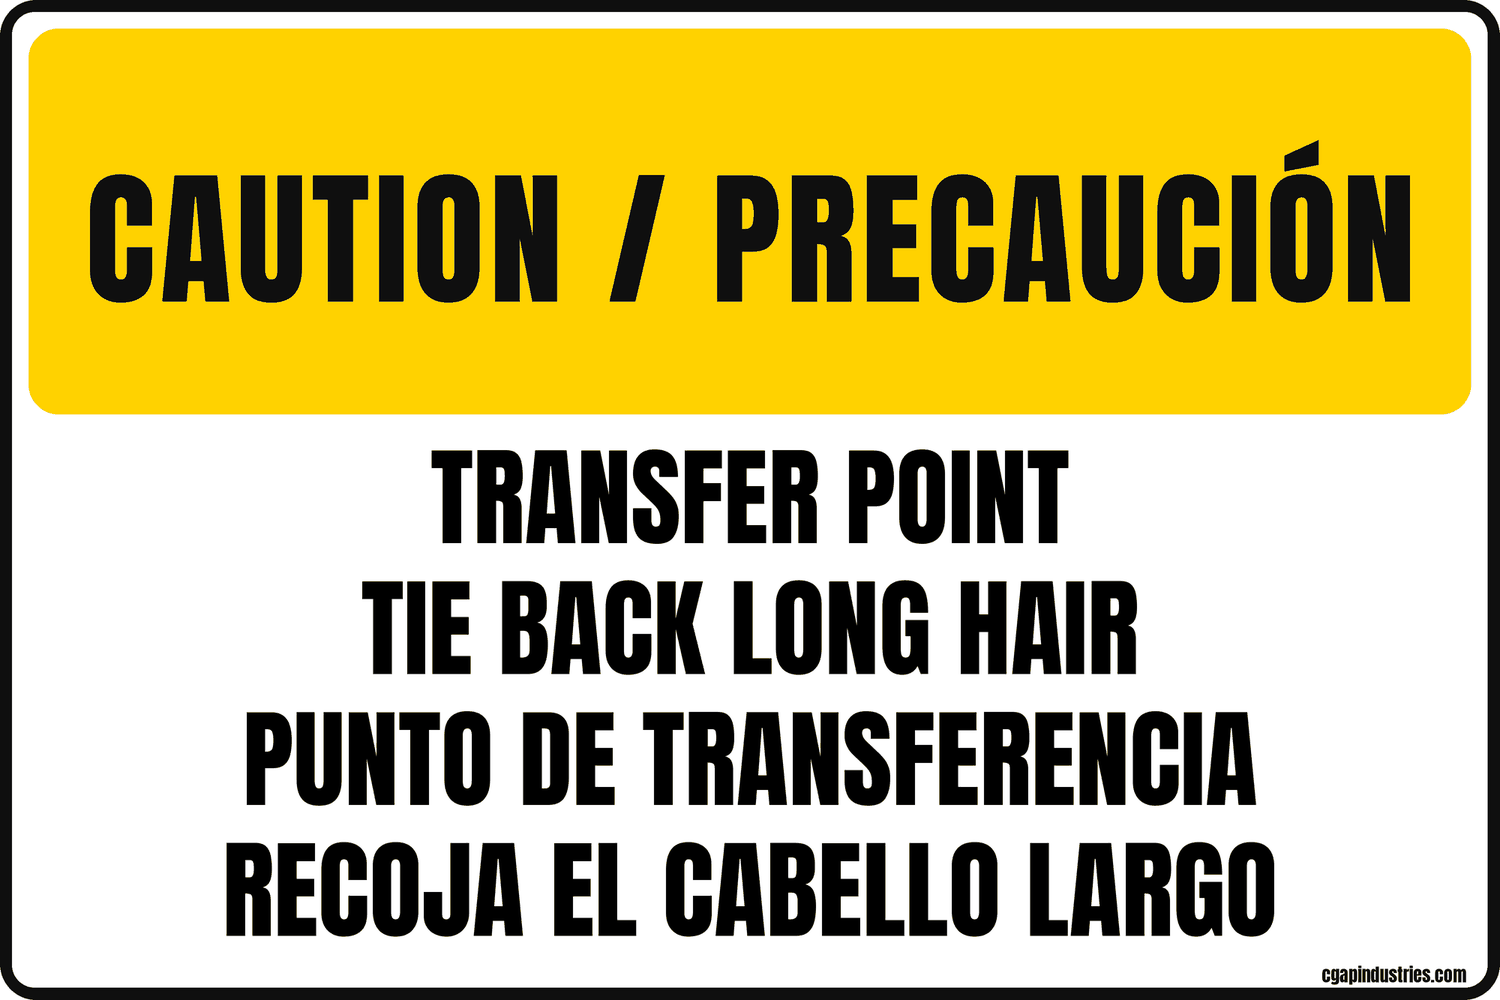 CAUTION / PRECAUCIÓN
TRANSFER POINT
TIE BACK LONG HAIR
PUNTO DE TRANSFERENCIA
RECOJA EL CABELLO LARGO
cgapindustries.com